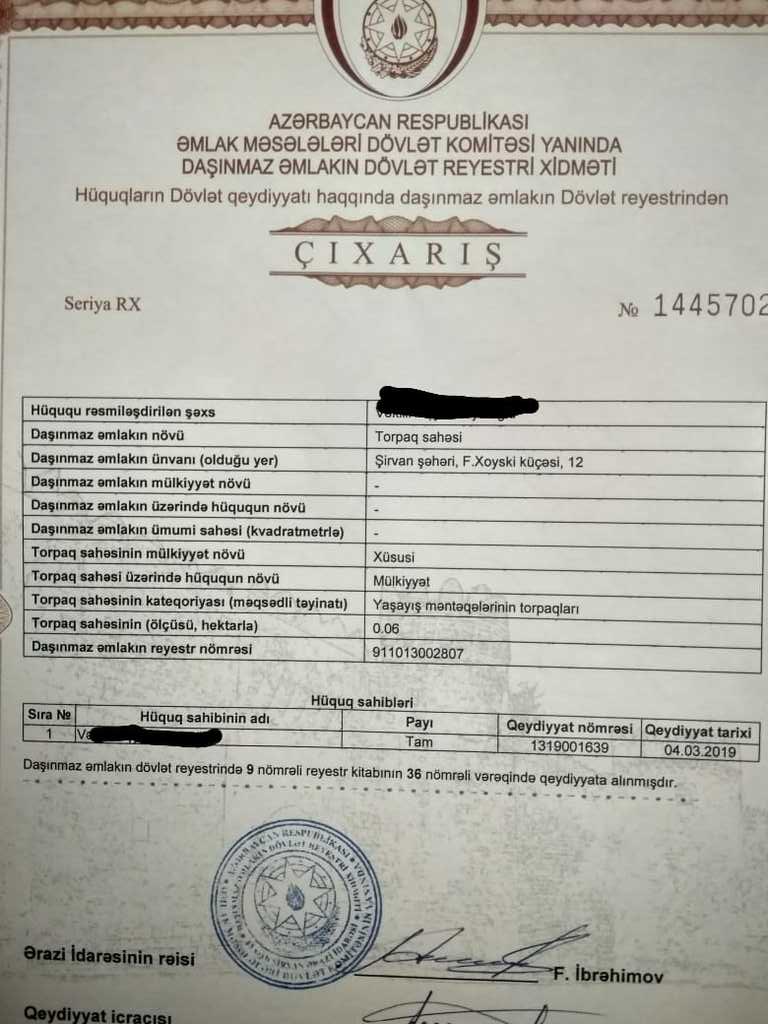 AZƏRBAYCAN RESPUBLİKASI
ƏMLAK MƏSƏLƏLƏRİ DÖVLƏT KOMİTƏSİ YANINDA
DAŞINMAZ ƏMLAKIN DÖVLƏT REYESTRİ XİDMƏTİ
Hüquqların Dövlət qeydiyyatı haqqında daşınmaz əmlakın Dövlət reyestrindən
ÇIXARIŞ
Seriya RX № 1445702
Hüququ rəsmiləşdirilən şəxs
Daşınmaz əmlakın növü Torpaq sahəsi
Daşınmaz əmlakın ünvanı (olduğu yer) Şirvan şəhəri, F.Xoyski küçəsi, 12
Daşınmaz əmlakın mülkiyyət növü -
Daşınmaz əmlakın üzərində hüququn növü -
Daşınmaz əmlakın ümumi sahəsi (kvadratmetrlə) -
Torpaq sahəsinin mülkiyyət növü Xüsusi
Torpaq sahəsi üzərində hüququn növü Mülkiyyət
Torpaq sahəsinin kateqoriyası (məqsədli təyinatı) Yaşayış məntəqələrinin torpaqları
Torpaq sahəsinin (ölçüsü, hektarla) 0.06
Daşınmaz əmlakın reyestr nömrəsi 911013002807
Hüquq sahibləri
Sıra № Hüquq sahibinin adı Payı Qeydiyyat nömrəsi Qeydiyyat tarixi
1 Tam 1319001639 04.03.2019
Daşınmaz əmlakın dövlət reyestrində 9 nömrəli reyestr kitabının 36 nömrəli vərəqində qeydiyyata alınmışdır.
Ərazi İdarəsinin rəisi F. İbrəhimov
Qeydiyyat icraçısı